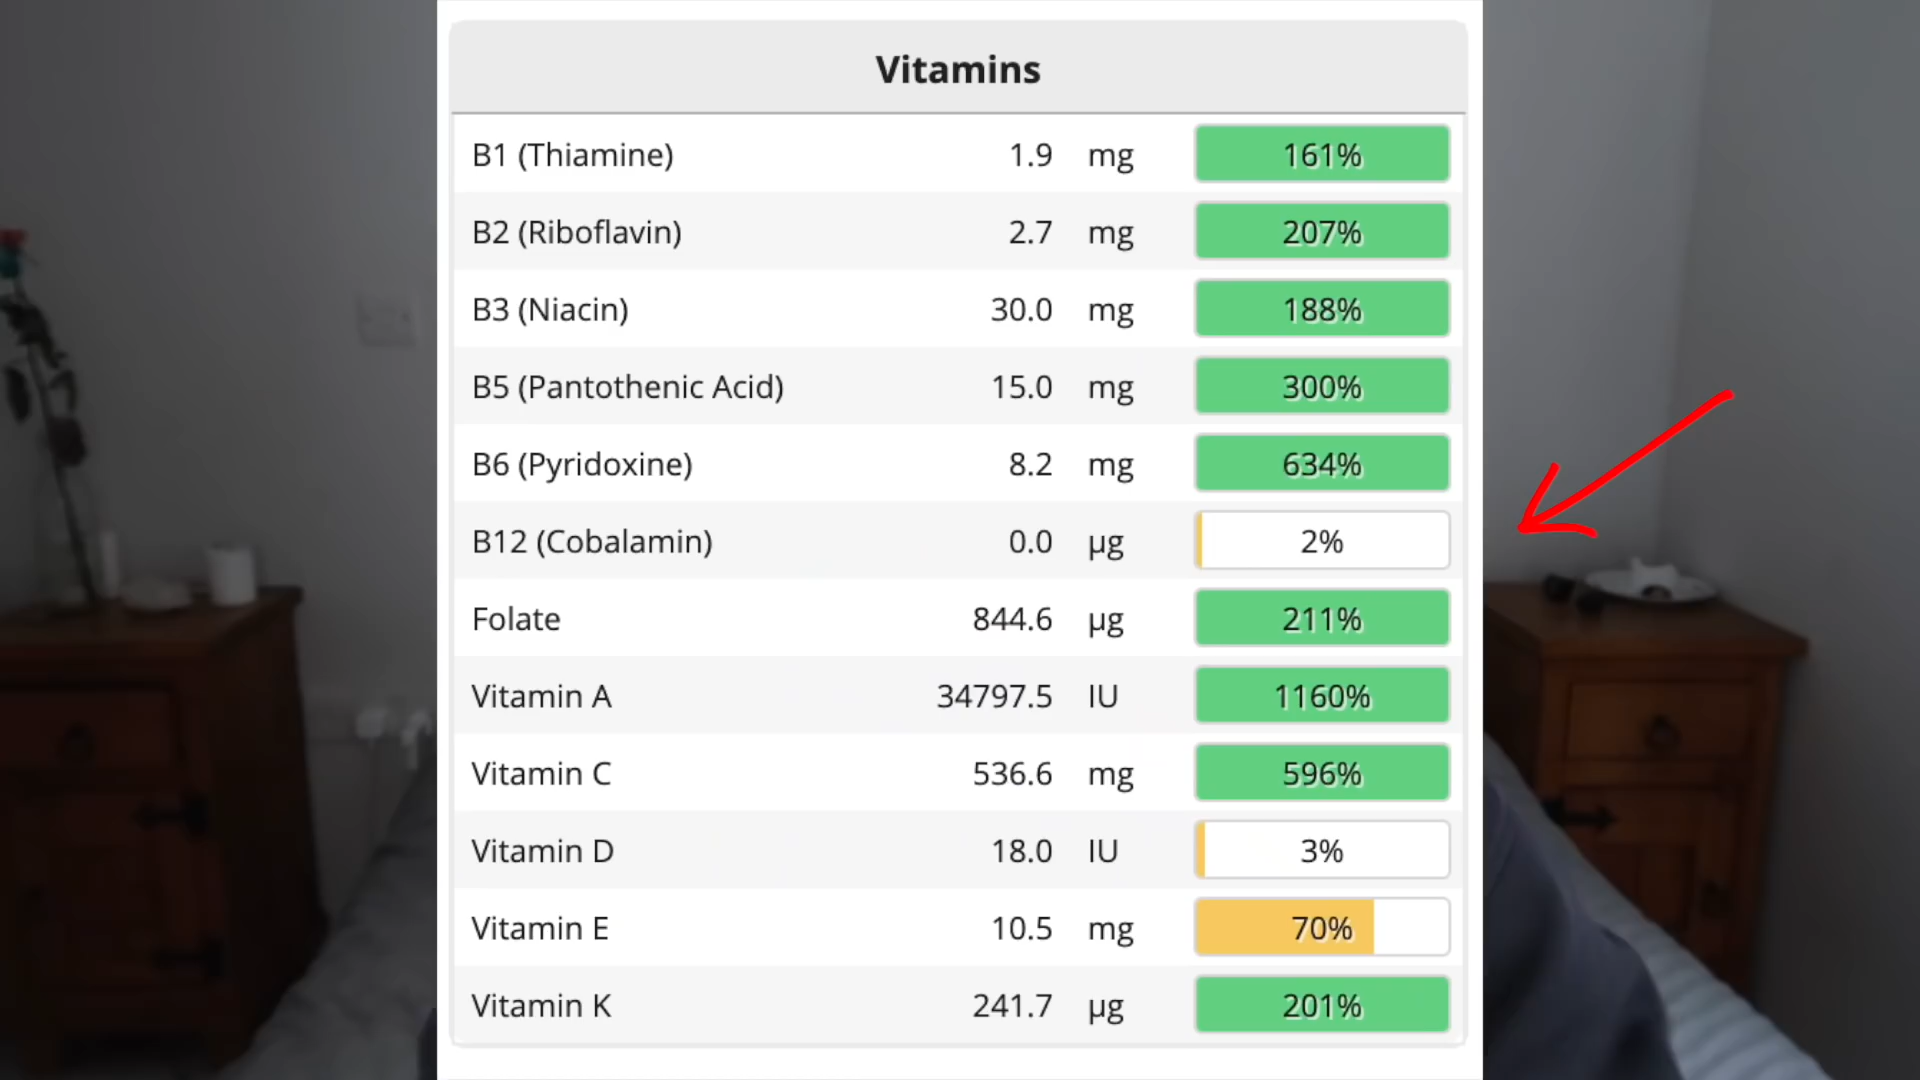 Vitamins
B1 (Thiamine) 1.9 mg 161%
B2 (Riboflavin) 2.7 mg 207%
B3 (Niacin) 30.0 mg 188%
B5 (Pantothenic Acid) 15.0 mg 300%
B6 (Pyridoxine) 8.2 mg 634%
B12 (Cobalamin) 0.0 µg 2%
Folate 844.6 µg 211%
Vitamin A 34797.5 IU 1160%
Vitamin C 536.6 mg 596%
Vitamin D 18.0 IU 3%
Vitamin E 10.5 mg 70%
Vitamin K 241.7 µg 201%